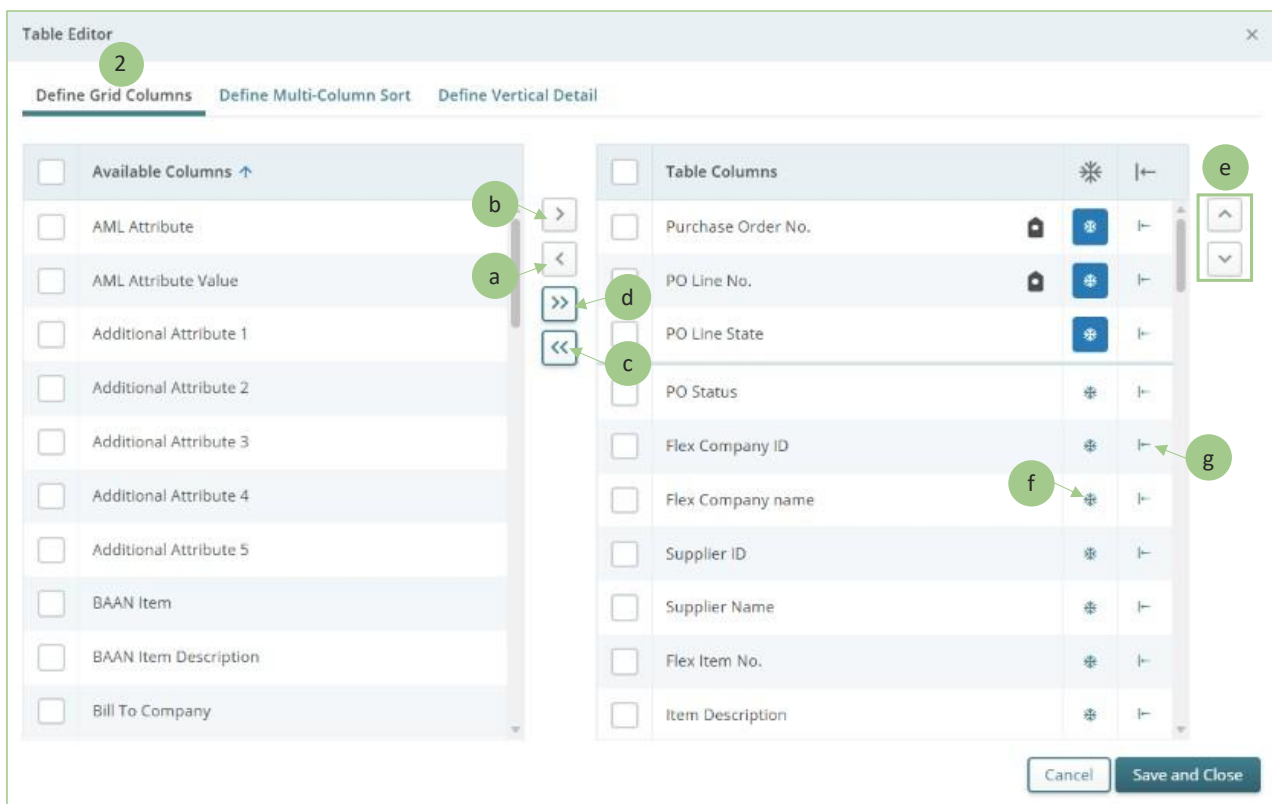 Table Editor
2
Define Grid Columns Define Multi-Column Sort Define Vertical Detail
Available Columns
Table Columns
e
b
AML Attribute
Purchase Order No.
a
AML Attribute Value
d
PO Line No.
Additional Attribute 1
PO Line State
c
Additional Attribute 2
PO Status
Additional Attribute 3
Flex Company ID
g
Additional Attribute 4
Flex Company name
f
Additional Attribute 5
Supplier ID
BAAN Item
Supplier Name
BAAN Item Description
Flex Item No.
Bill To Company
Item Description
Cancel Save and Close